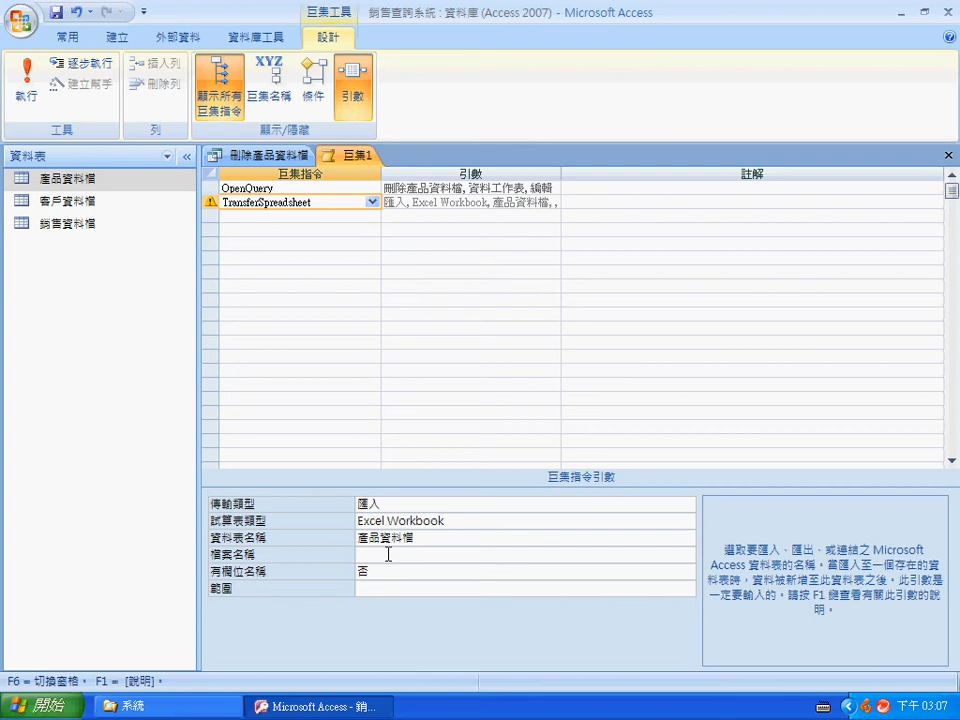 巨集工具
銷售查詢系統 : 資料庫 (Access 2007) - Microsoft Access
常用
建立
外部資料
資料庫工具
設計
執行
逐步執行
建立幫手
工具
插入列
刪除列
列
顯示所有
巨集指令
XYZ
巨集名稱
條件
引數
顯示/隱藏
資料表
產品資料檔
客戶資料檔
銷售資料檔
刪除產品資料檔
巨集1
巨集指令
引數
註解
OpenQuery
刪除產品資料檔, 資料工作表, 編輯
TransferSpreadsheet
匯入, Excel Workbook, 產品資料檔, ,
巨集指令引數
傳輸類型
匯入
試算表類型
Excel Workbook
資料表名稱
產品資料檔
檔案名稱
有欄位名稱
否
範圍
選取要匯入、匯出、或連結之 Microsoft
Access 資料表的名稱。當匯入至一個存在的資
料表時，資料被新增至此資料表之後。此引數是
一定要輸入的。請按 F1 鍵查看有關此引數的說
明。
F6 = 切換窗格。 F1 = [說明]。
開始
系統
Microsoft Access - 銷...
下午 03:07